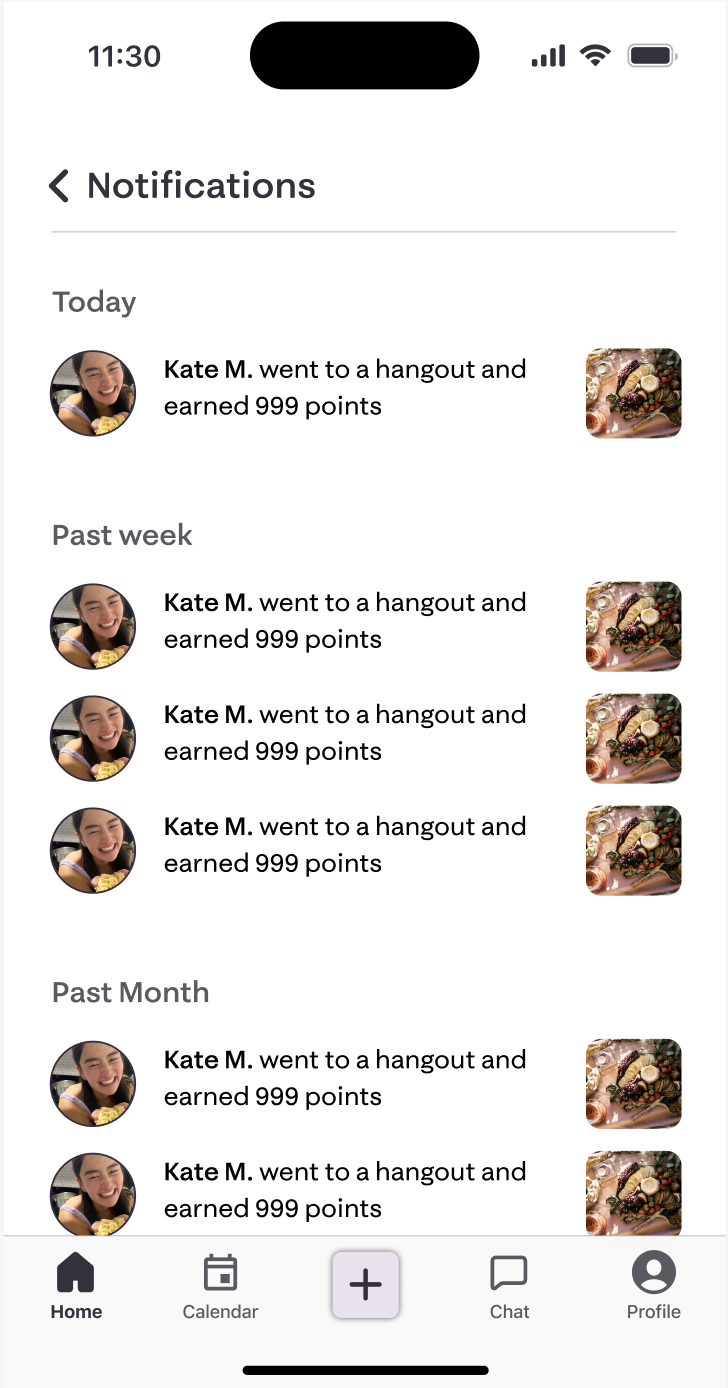 11:30
Notifications
Today
Kate M. went to a hangout and
earned 999 points
Past week
Kate M. went to a hangout and
earned 999 points
Kate M. went to a hangout and
earned 999 points
Kate M. went to a hangout and
earned 999 points
Past Month
Kate M. went to a hangout and
earned 999 points
Kate M. went to a hangout and
earned 999 points
Home
Calendar
Chat
Profile